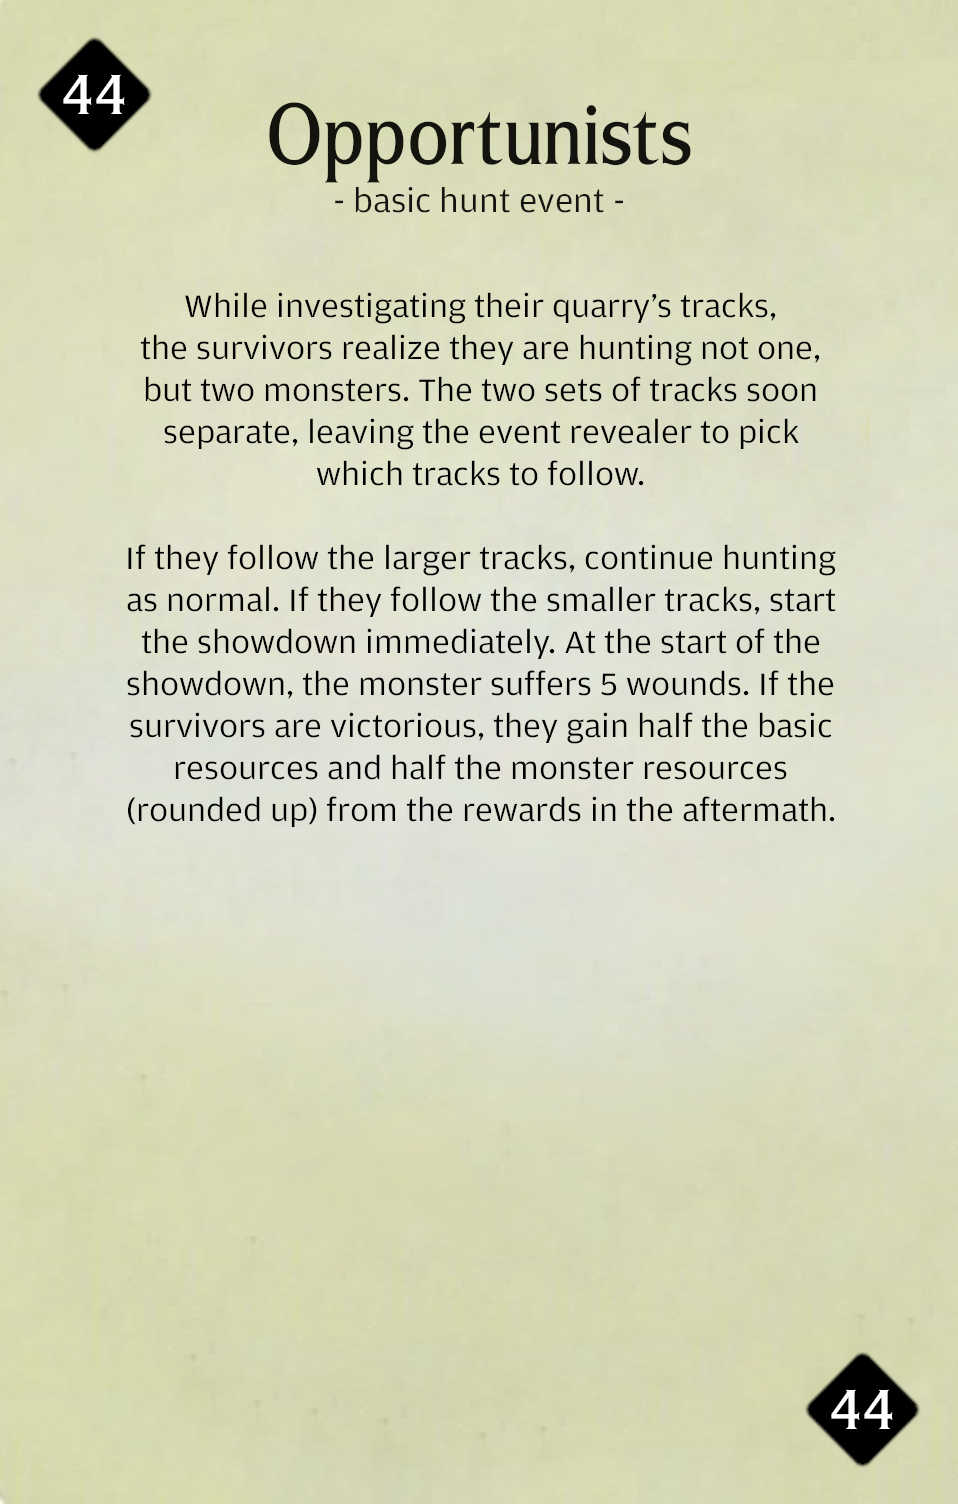 44
Opportunists
- basic hunt event -
While investigating their quarry’s tracks,
the survivors realize they are hunting not one,
but two monsters. The two sets of tracks soon
separate, leaving the event revealer to pick
which tracks to follow.
If they follow the larger tracks, continue hunting
as normal. If they follow the smaller tracks, start
the showdown immediately. At the start of the
showdown, the monster suffers 5 wounds. If the
survivors are victorious, they gain half the basic
resources and half the monster resources
(rounded up) from the rewards in the aftermath.
44